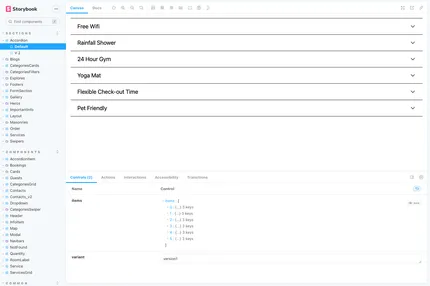 Storybook
Find components
SECTIONS
Accordion
Default
Blogs
CategoriesCards
CategoriesFilters
Explores
Footers
FormSection
Gallery
Heros
ImportantInfo
Layout
Masonries
Order
Services
Swipers
COMPONENTS
AccordionItem
Bookings
Cards
Guests
CategoriesGrid
Contacts
Contacts_v2
Dropdown
CategoriesSwiper
Header
InfoItem
Map
Modal
Navbars
NotFound
Quantity
RoomLabel
Service
ServicesGrid
Canvas Docs
Free Wifi
Rainfall Shower
24 Hour Gym
Yoga Mat
Flexible Check-out Time
Pet Friendly
Controls (2) Actions Interactions Accessibility Transitions
Name Control
items
items
0 : {...} 3 keys
1 : {...} 3 keys
2 : {...} 3 keys
3 : {...} 3 keys
4 : {...} 3 keys
5 : {...} 3 keys
]
variant